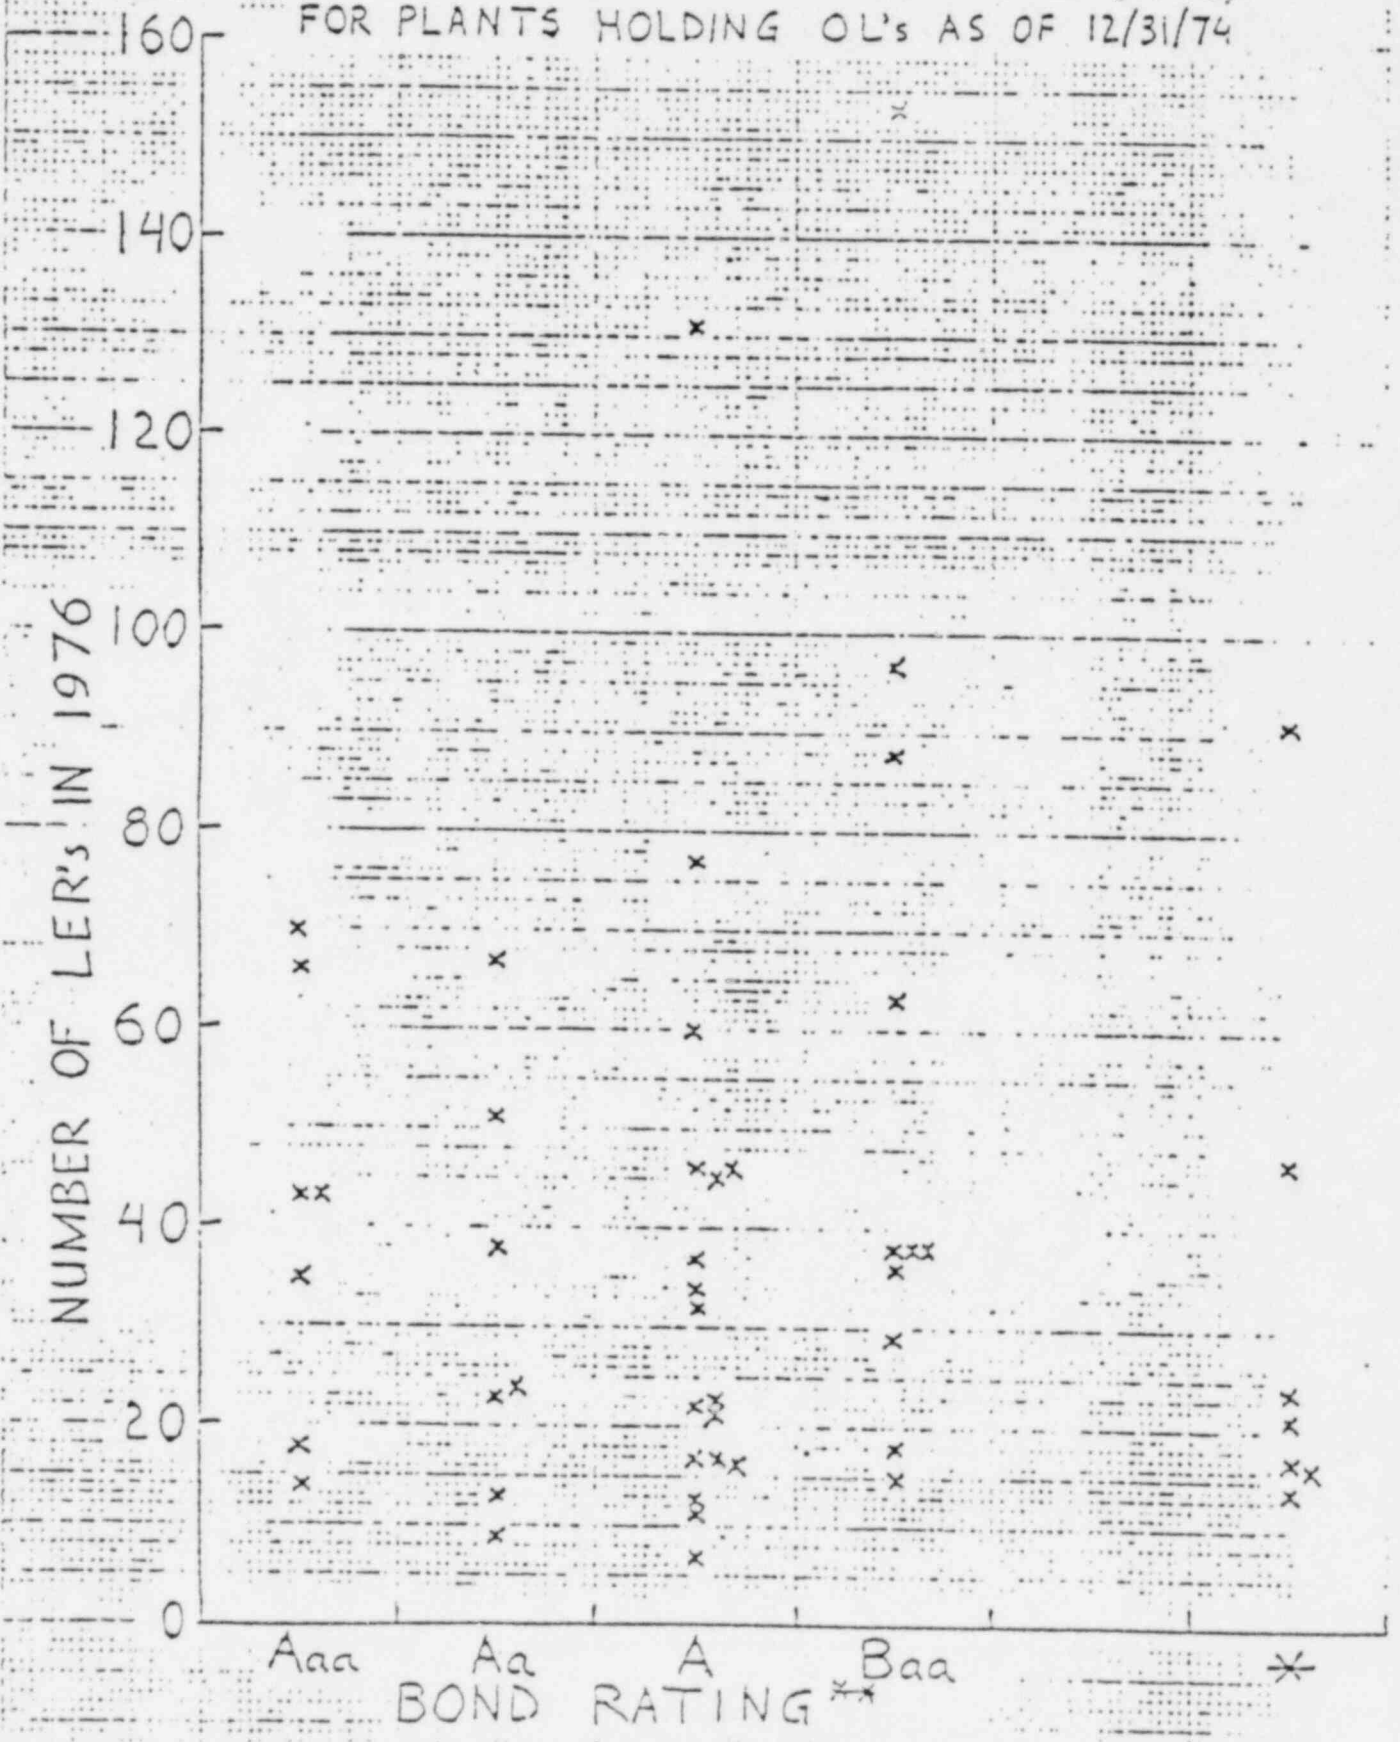 FOR PLANTS HOLDING OL's AS OF 12/31/74
160
140
120
100
80
60
40
20
0
NUMBER OF LER's IN 1976
Aaa Aa A Baa *
BOND RATING **